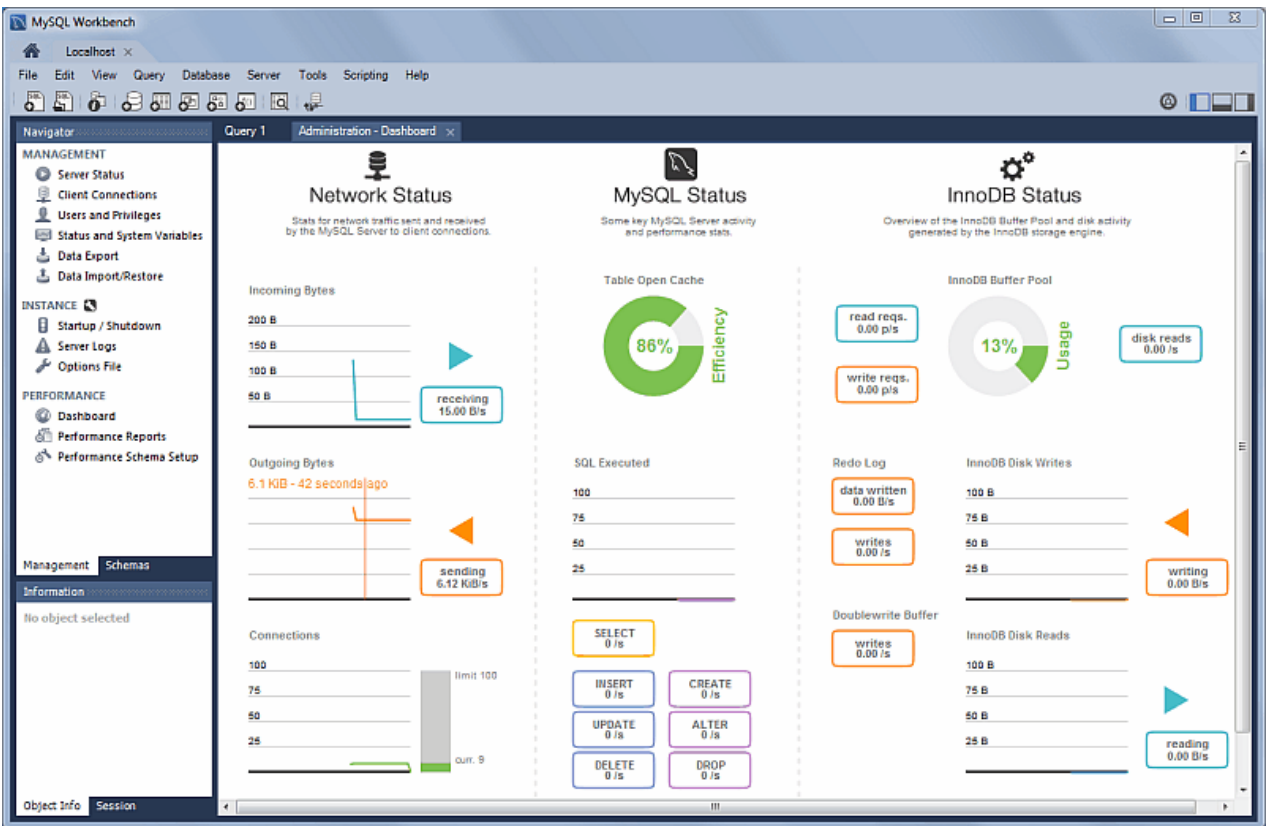 MySQL Workbench
Localhost
File Edit View Query Database Server Tools Scripting Help
Navigator
MANAGEMENT
Server Status
Client Connections
Users and Privileges
Status and System Variables
Data Export
Data Import/Restore
INSTANCE
Startup / Shutdown
Server Logs
Options File
PERFORMANCE
Dashboard
Performance Reports
Performance Schema Setup
Management Schemas
Information
No object selected
Object Info Session
Query 1 Administration - Dashboard
Network Status
Stats for network traffic sent and received
by the MySQL Server to client connections.
Incoming Bytes
200 B
150 B
100 B
50 B
receiving
15.00 B/s
Outgoing Bytes
6.1 KiB - 42 seconds ago
sending
6.12 KiB/s
Connections
100
75
50
25
limit 100
curr. 9
MySQL Status
Some key MySQL Server activity
and performance stats.
Table Open Cache
86%
Efficiency
SQL Executed
100
75
50
25
SELECT
0 /s
INSERT
0 /s
CREATE
0 /s
UPDATE
0 /s
ALTER
0 /s
DELETE
0 /s
DROP
0 /s
InnoDB Status
Overview of the InnoDB Buffer Pool and disk activity
generated by the InnoDB storage engine.
InnoDB Buffer Pool
read reqs.
0.00 p/s
write reqs.
0.00 p/s
13%
Usage
disk reads
0.00 /s
Redo Log
data written
0.00 B/s
writes
0.00 /s
Doublewrite Buffer
writes
0.00 /s
InnoDB Disk Writes
100 B
75 B
50 B
25 B
writing
0.00 B/s
InnoDB Disk Reads
100 B
75 B
50 B
25 B
reading
0.00 B/s